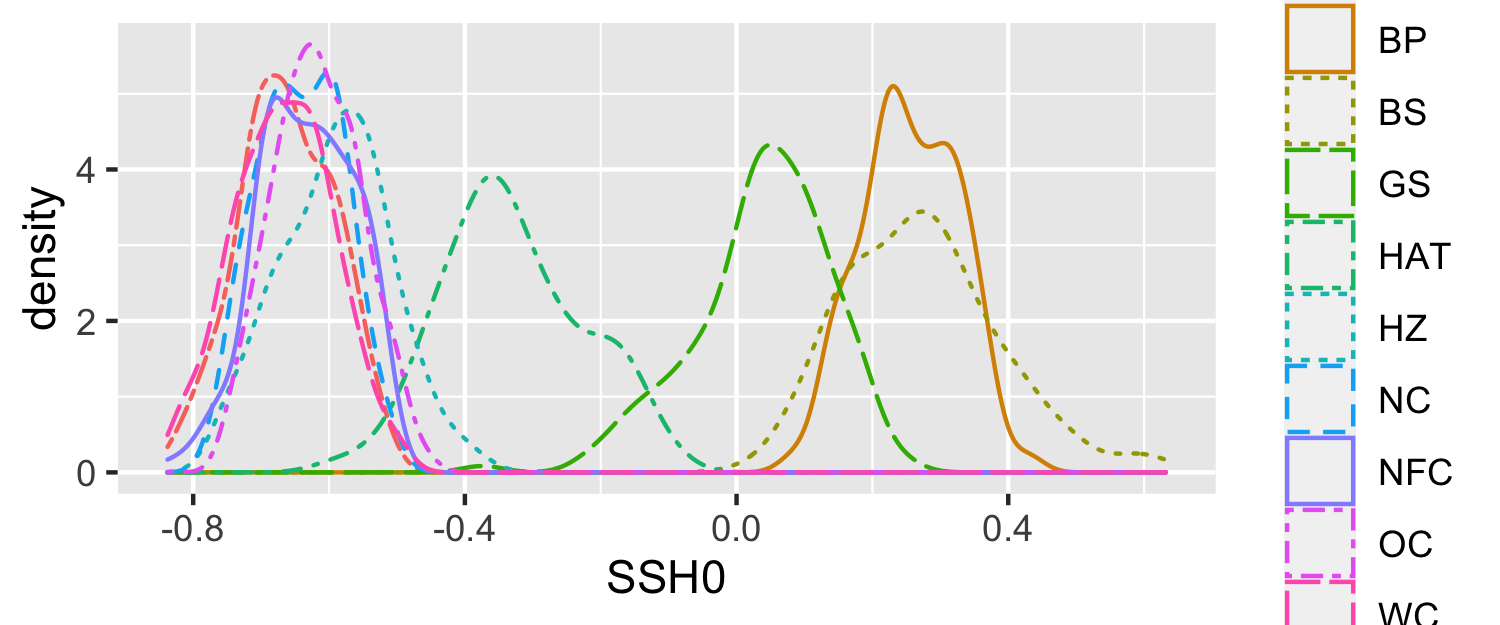 density
4
2
0
-0.8
-0.4
0.0
0.4
SSH0
BP
BS
GS
HAT
HZ
NC
NFC
OC
WC